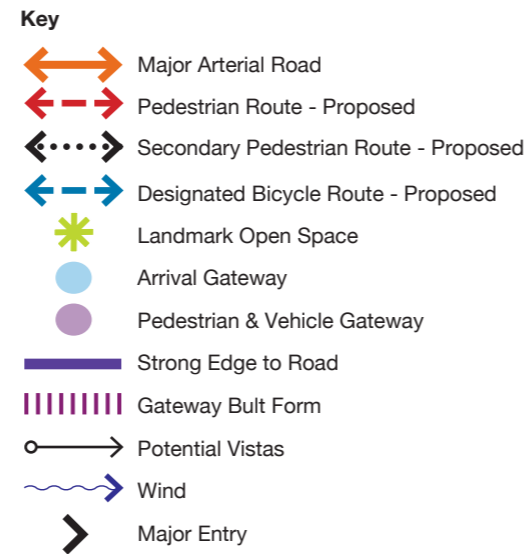 Key
Major Arterial Road
Pedestrian Route - Proposed
Secondary Pedestrian Route - Proposed
Designated Bicycle Route - Proposed
Landmark Open Space
Arrival Gateway
Pedestrian & Vehicle Gateway
Strong Edge to Road
Gateway Bult Form
Potential Vistas
Wind
Major Entry